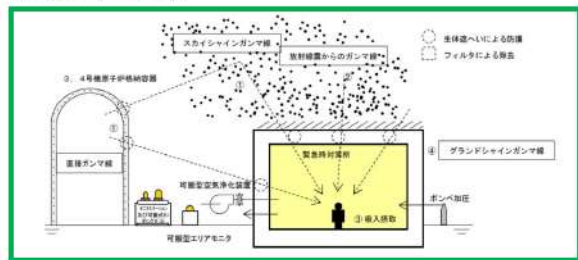 スカイシャインガンマ線
放射線雲からのガンマ線
生体遮へいによる防護
フィルタによる除去
3、4号機原子炉格納容器
①
②
①
直接ガンマ線
緊急時対策所
④
グランドシャインガンマ線
可搬型空気浄化装置
ボンベ加圧
③吸入摂取
可搬型エリアモニタ